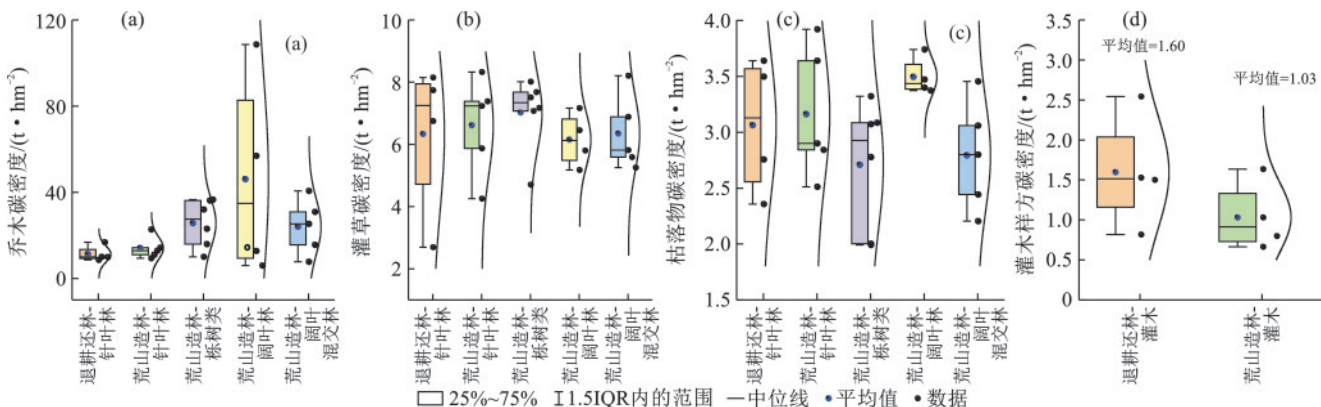 (a)
(a)
乔木碳密度/(t·hm⁻²)
120
80
40
0
退耕还林-
针叶林
荒山造林-
针叶林
荒山造林-
栎树类
荒山造林-
阔叶林
荒山造林-
阔叶
混交林
(b)
灌草碳密度/(t·hm⁻²)
10
8
6
4
2
退耕还林-
针叶林
荒山造林-
针叶林
荒山造林-
栎树类
荒山造林-
阔叶林
荒山造林-
阔叶
混交林
(c)
(c)
枯落物碳密度/(t·hm⁻²)
4.0
3.5
3.0
2.5
2.0
1.5
退耕还林-
针叶林
荒山造林-
针叶林
荒山造林-
栎树类
荒山造林-
阔叶林
荒山造林-
阔叶
混交林
(d)
平均值=1.60
平均值=1.03
灌木样方碳密度/(t·hm⁻²)
3.5
3.0
2.5
2.0
1.5
1.0
0.5
0.0
退耕还林-
灌木
荒山造林-
灌木
25%~75% 1.5IQR内的范围 中位线 平均值 数据